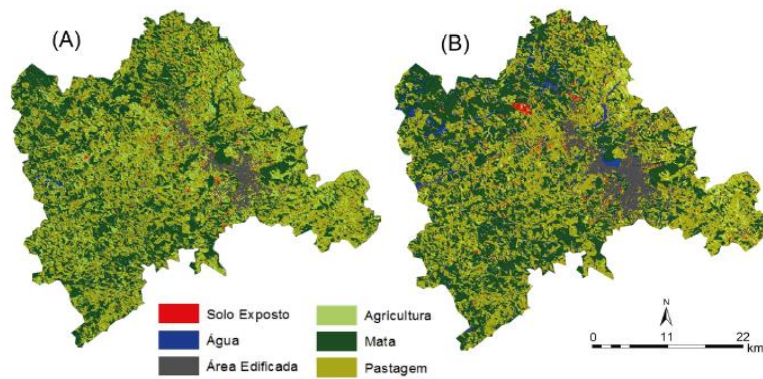 (A)
(B)
Solo Exposto
Agricultura
Água
Mata
Área Edificada
Pastagem
N
0 11 22
km